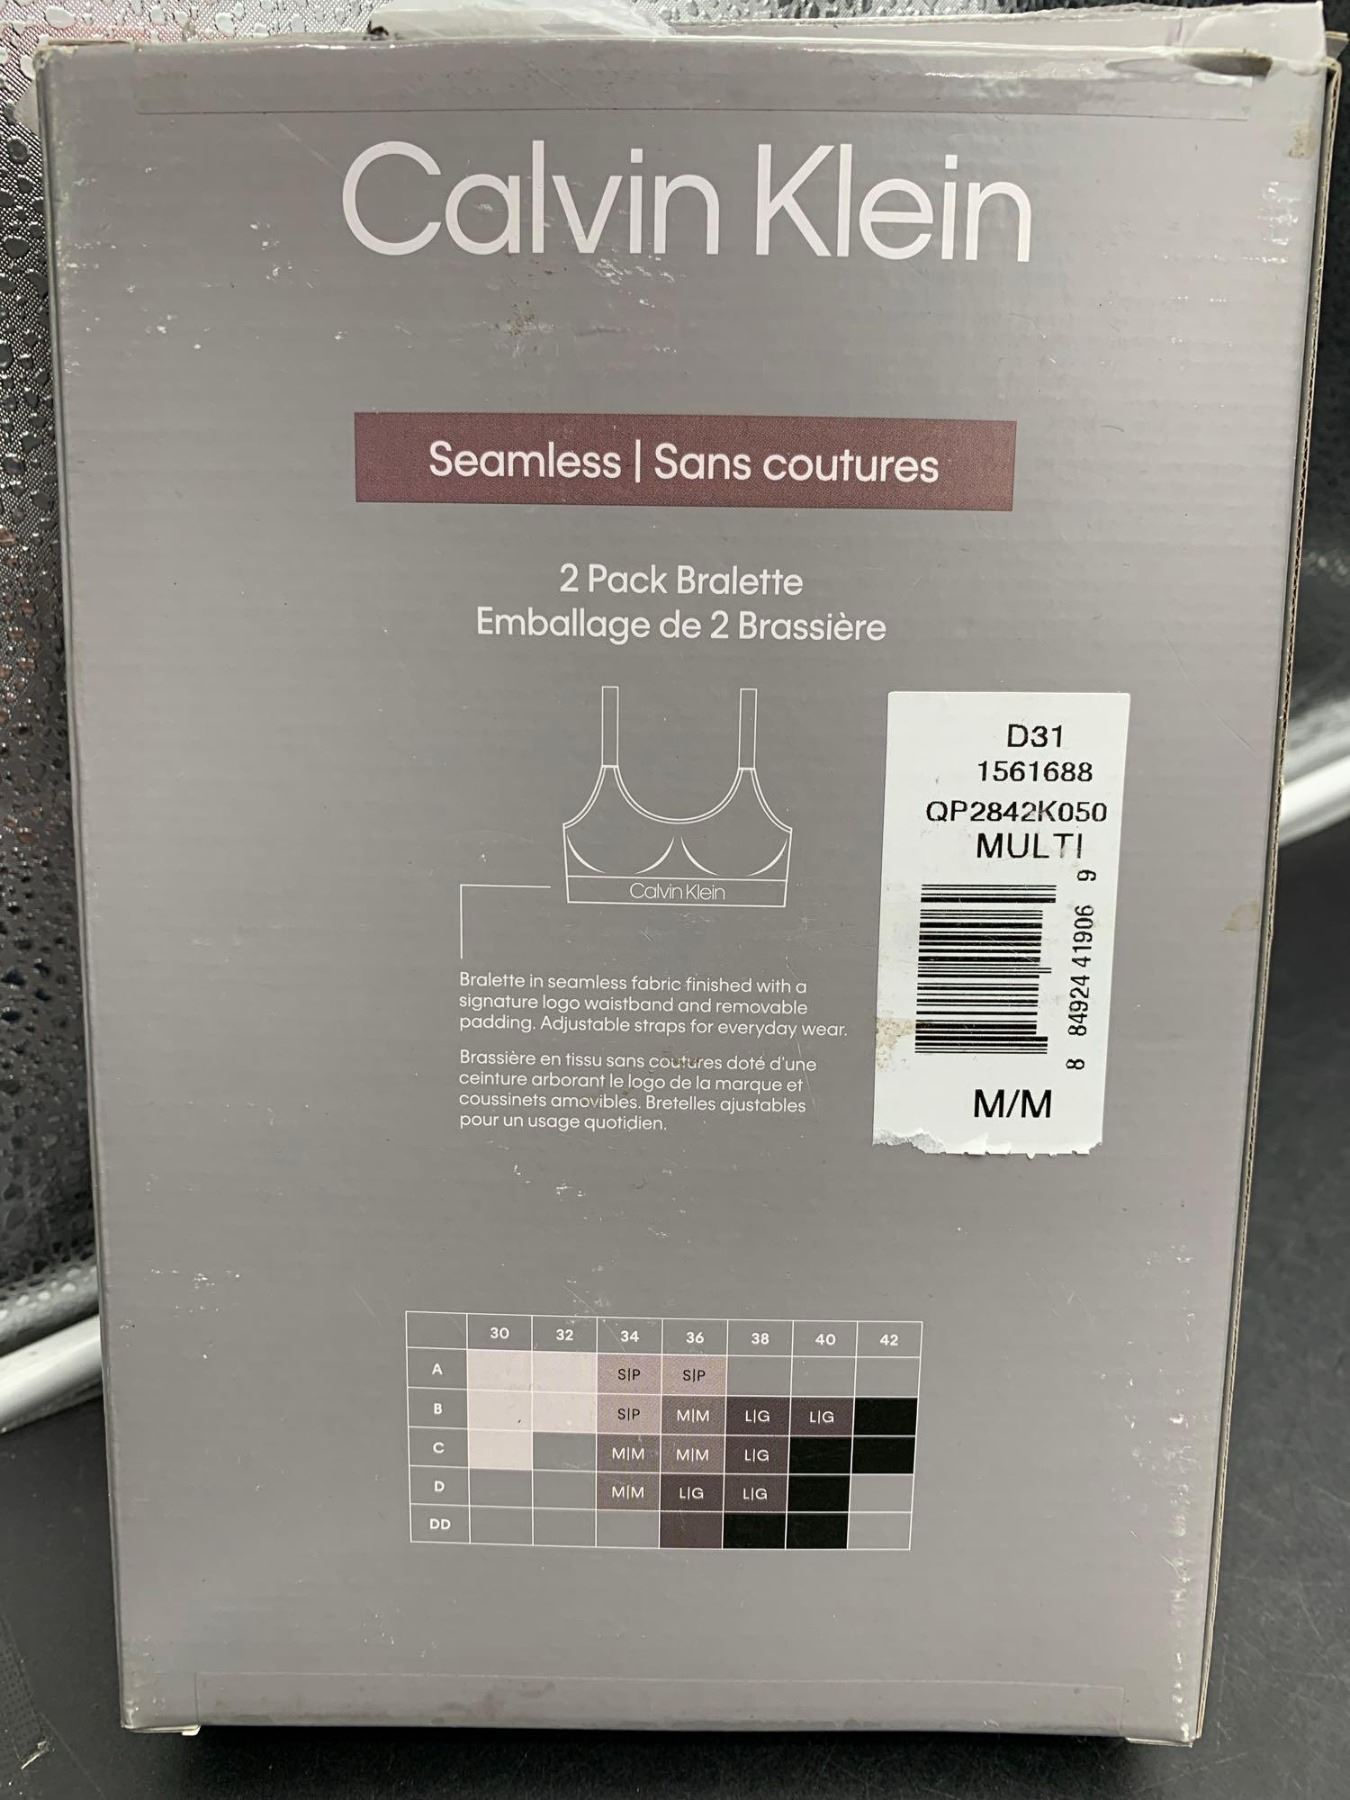 Calvin Klein
Seamless | Sans coutures
2 Pack Bralette
Emballage de 2 Brassière
Calvin Klein
Bralette in seamless fabric finished with a
signature logo waistband and removable
padding. Adjustable straps for everyday wear.
Brassière en tissu sans coutures doté d'une
ceinture arborant le logo de la marque et
coussinets amovibles. Bretelles ajustables
pour un usage quotidien.
D31
1561688
QP2842K050
MULTI
8 84924 41906 9
M/M
30 32 34 36 38 40 42
A S|P S|P
B S|P M|M L|G L|G
C M|M M|M L|G
D M|M L|G L|G
DD